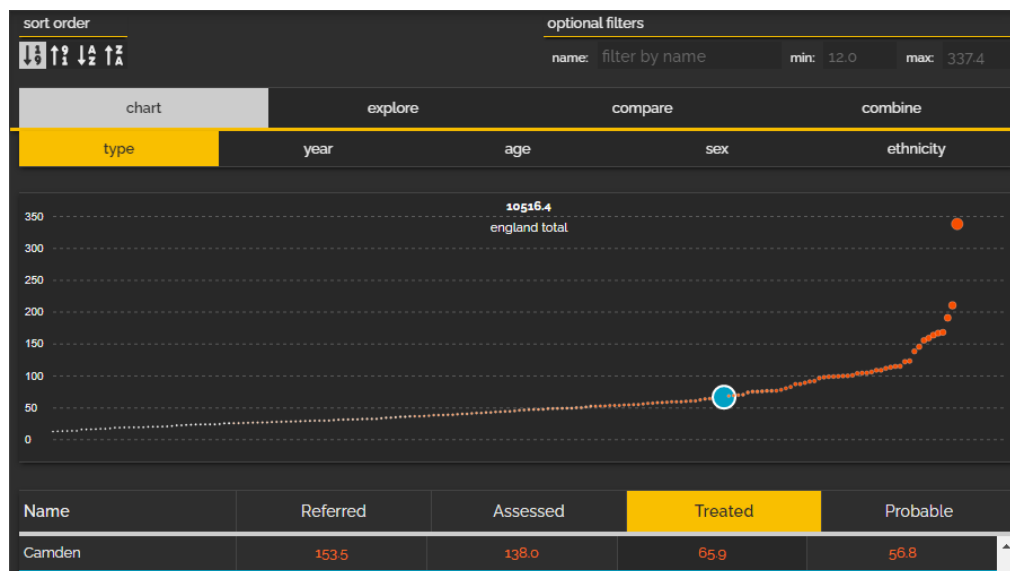 sort order
optional filters
name: filter by name min: 12.0 max: 337.4
chart explore compare combine
type year age sex ethnicity
10516.4
england total
350
300
250
200
150
100
50
0
Name Referred Assessed Treated Probable
Camden 153.5 138.0 65.9 56.8